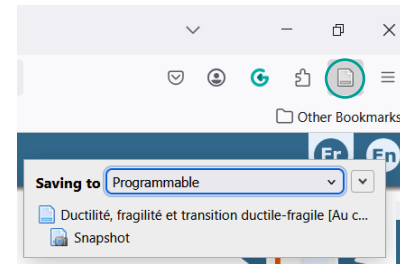 Other Bookmarks
Fr
En
Saving to Programmable
Ductilité, fragilité et transition ductile-fragile [Au c...
Snapshot